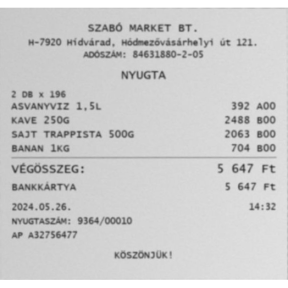 SZABÓ MARKET BT.
H-7920 Hídvárad, Hódmezővásárhelyi út 121.
ADÓSZÁM: 84631880-2-05
NYUGTA
2 DB x 196
ASVANYVIZ 1,5L 392 A00
KAVE 250G 2488 B00
SAJT TRAPPISTA 500G 2063 B00
BANAN 1KG 704 B00
VÉGÖSSZEG: 5 647 Ft
BANKKÁRTYA 5 647 Ft
2024.05.26. 14:32
NYUGTASZÁM: 9364/00010
AP A32756477
KÖSZÖNJÜK!